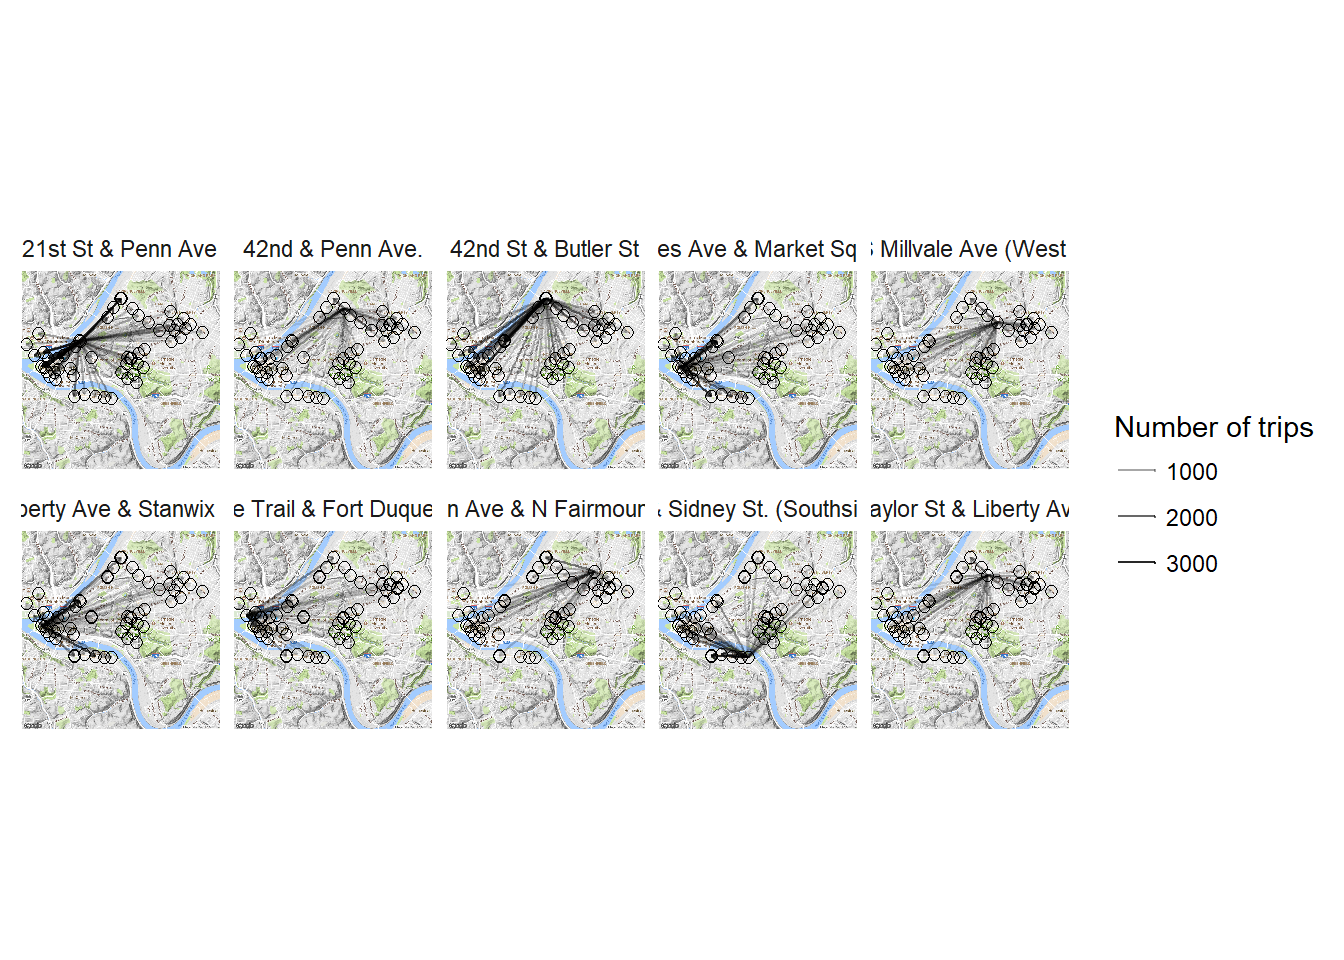 21st St & Penn Ave
42nd & Penn Ave.
42nd St & Butler St
es Ave & Market Sq
S Millvale Ave (West
berty Ave & Stanwix
e Trail & Fort Duque
n Ave & N Fairmour
& Sidney St. (Southsi
aylor St & Liberty Av
Number of trips
1000
2000
3000